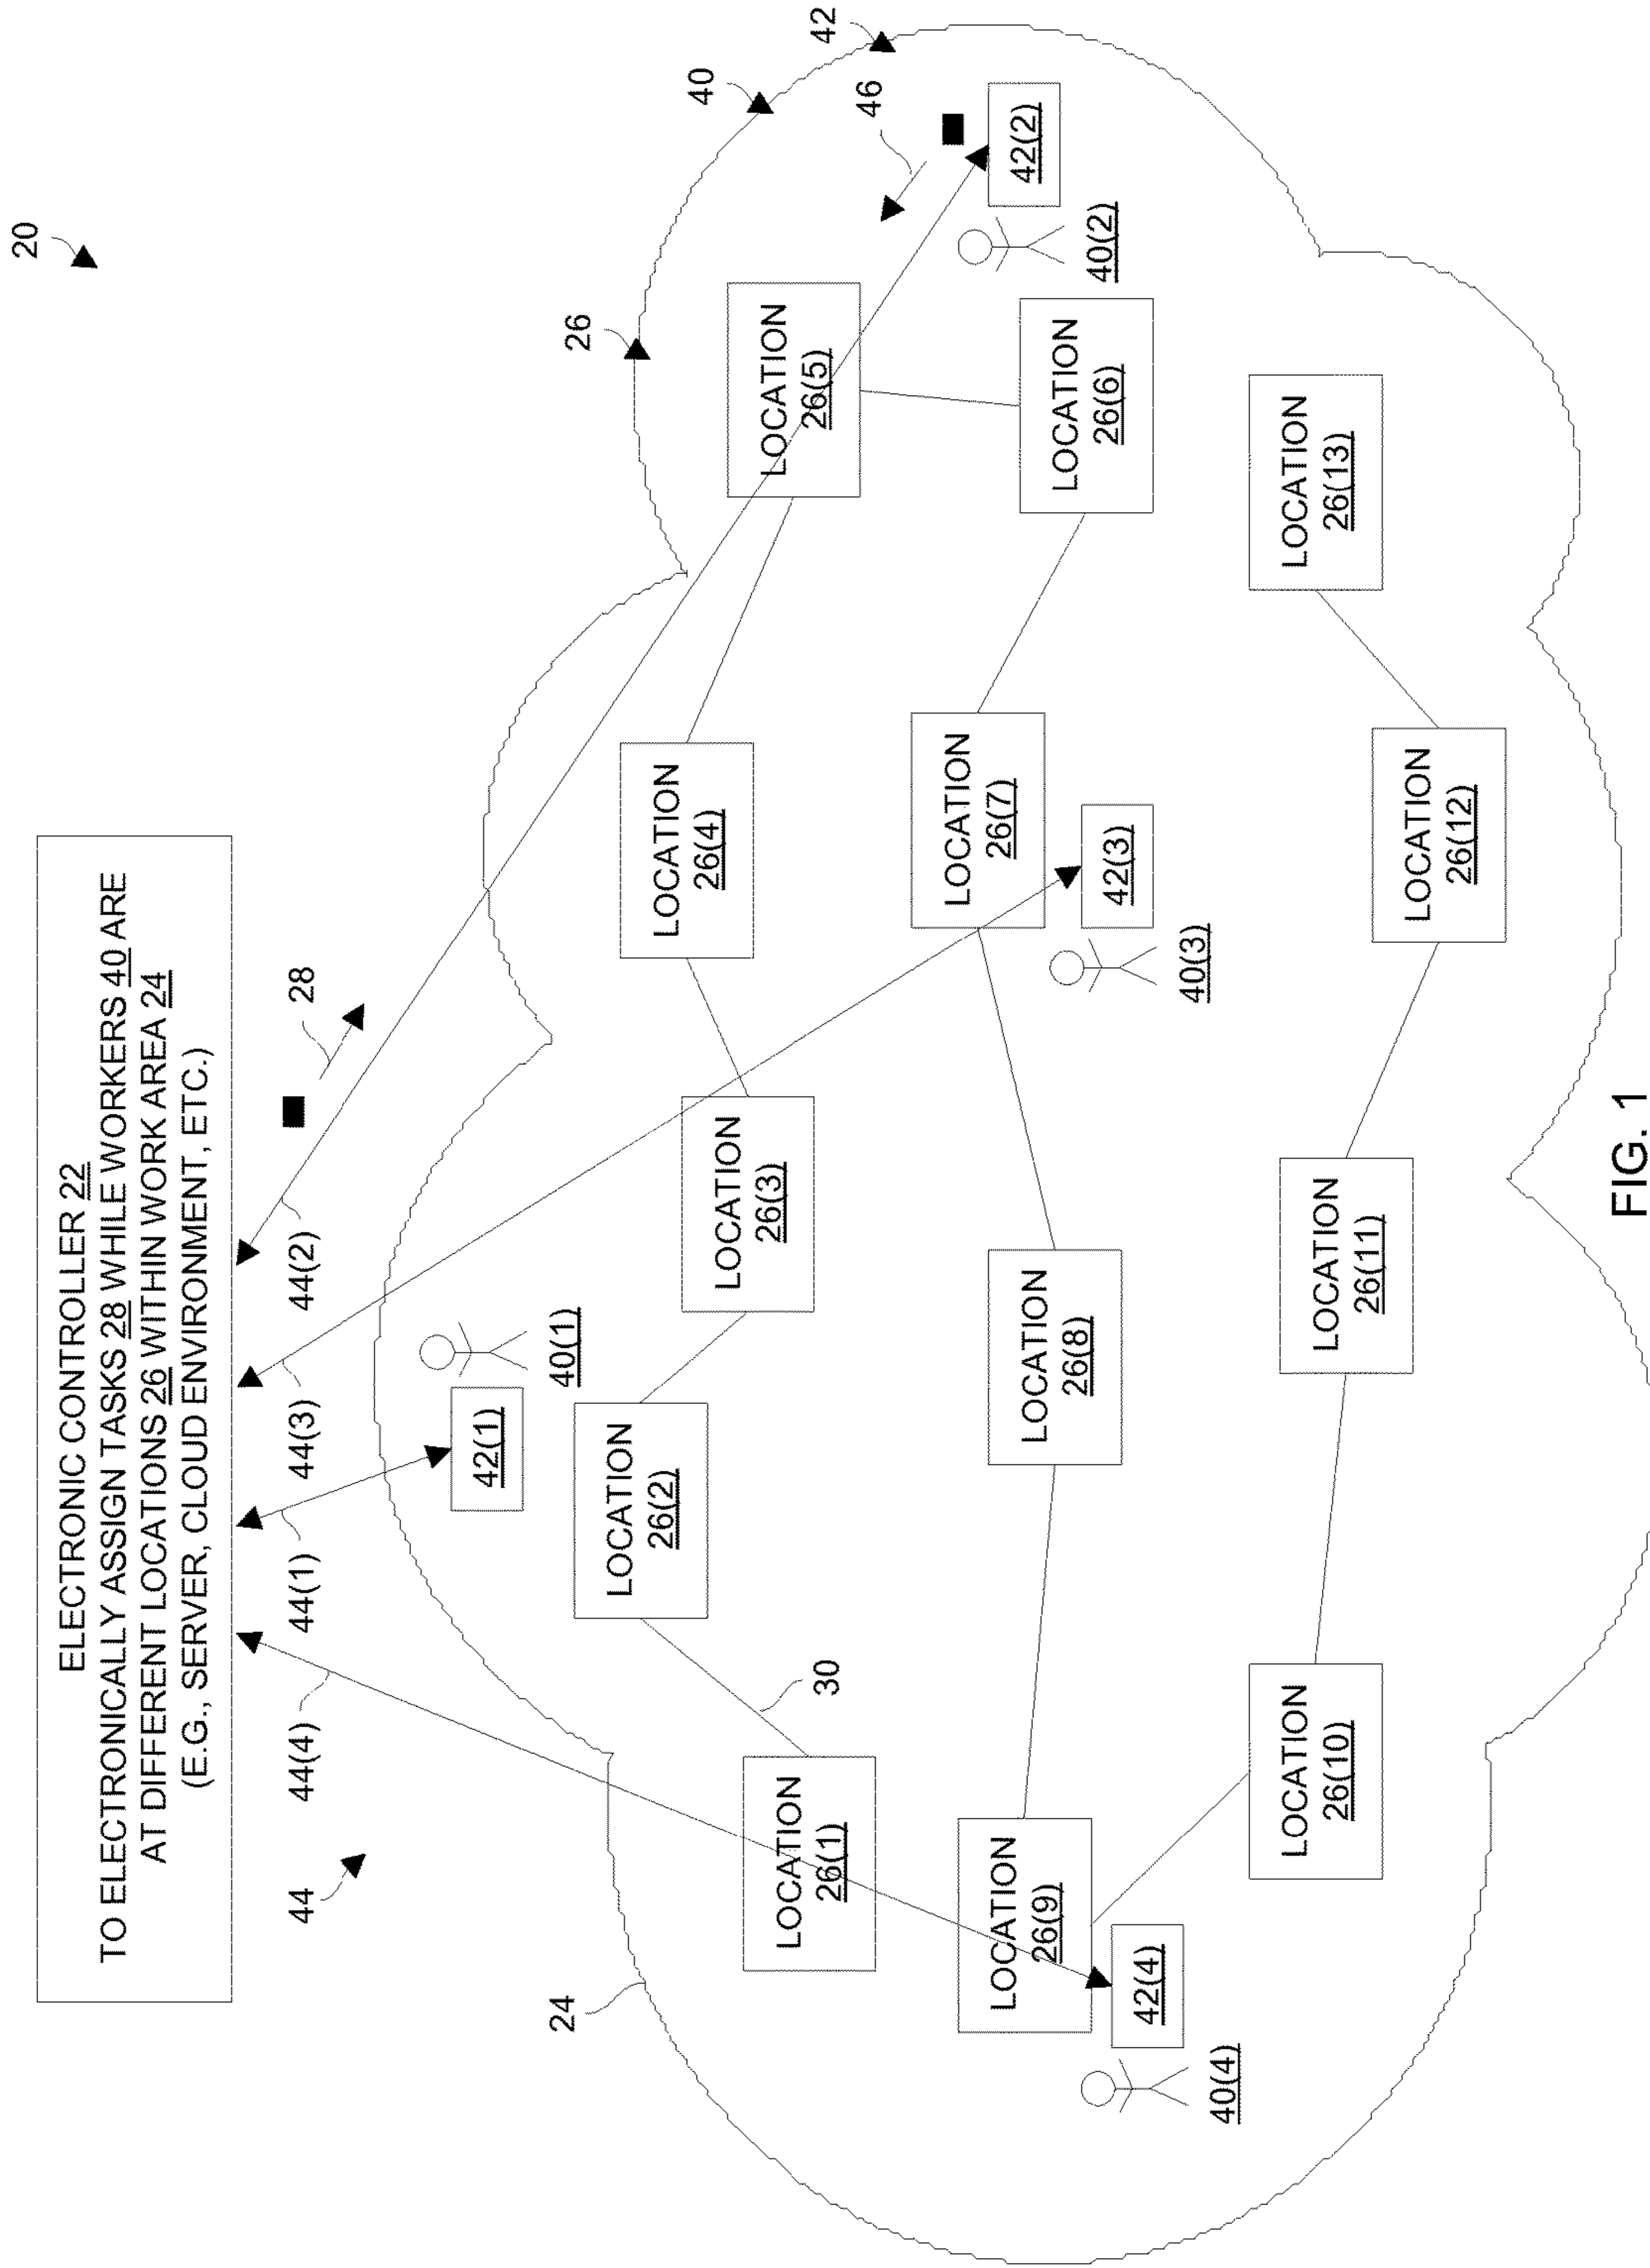 20
ELECTRONIC CONTROLLER 22
TO ELECTRONICALLY ASSIGN TASKS 28 WHILE WORKERS 40 ARE
AT DIFFERENT LOCATIONS 26 WITHIN WORK AREA 24
(E.G., SERVER, CLOUD ENVIRONMENT, ETC.)
44
44(4)
44(1)
44(3)
44(2)
28
26
40
42
46
24
30
42(1)
40(1)
LOCATION
26(1)
LOCATION
26(2)
LOCATION
26(3)
LOCATION
26(4)
LOCATION
26(5)
42(2)
40(2)
LOCATION
26(9)
LOCATION
26(8)
LOCATION
26(7)
LOCATION
26(6)
40(4)
42(4)
40(3)
42(3)
LOCATION
26(10)
LOCATION
26(11)
LOCATION
26(12)
LOCATION
26(13)
FIG. 1